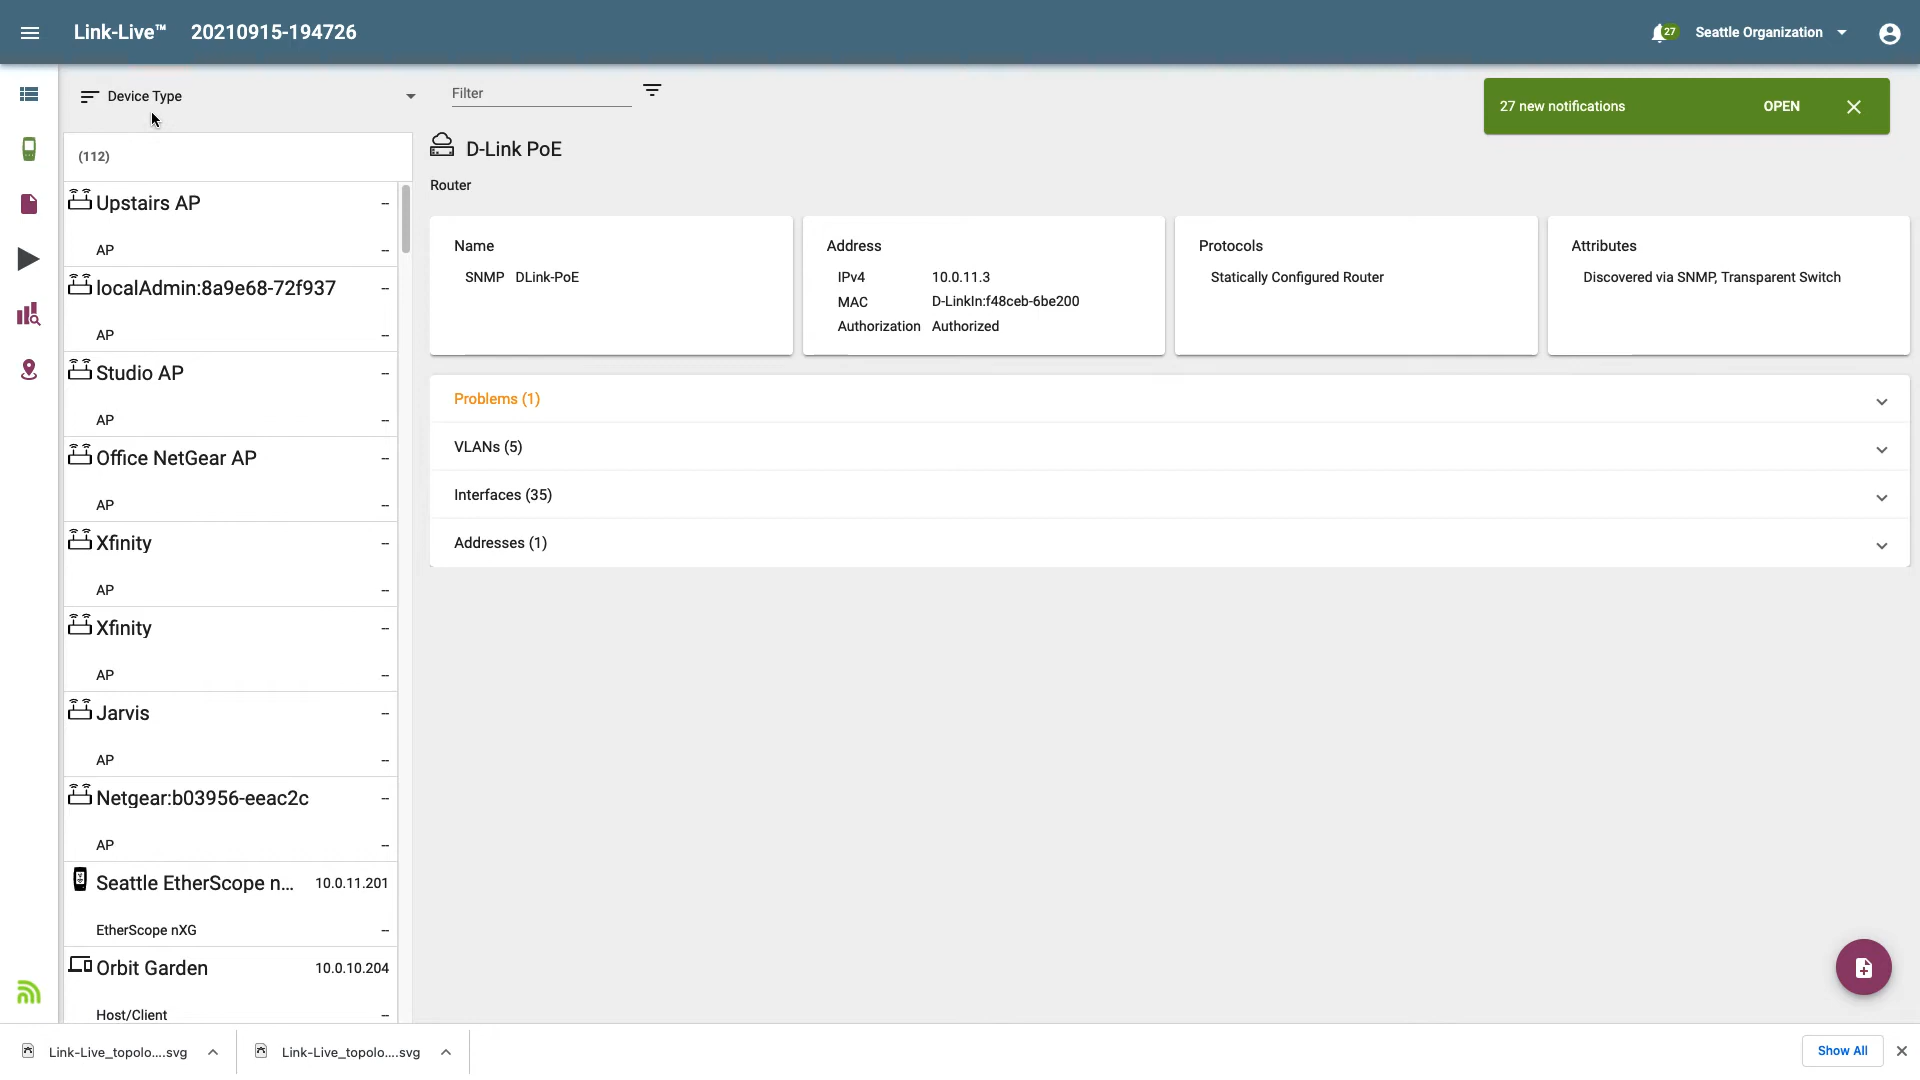 Link-Live™ 20210915-194726
27 Seattle Organization
Device Type
Filter
27 new notifications OPEN
(112)
D-Link PoE
Router
Upstairs AP --
AP --
localAdmin:8a9e68-72f937 --
AP --
Studio AP --
AP --
Office NetGear AP --
AP --
Xfinity --
AP --
Xfinity --
AP --
Jarvis --
AP --
Netgear:b03956-eeac2c --
AP --
Seattle EtherScope n... 10.0.11.201
EtherScope nXG --
Orbit Garden 10.0.10.204
Host/Client --
Name
SNMP DLink-PoE
Address
IPv4 10.0.11.3
MAC D-LinkIn:f48ceb-6be200
Authorization Authorized
Protocols
Statically Configured Router
Attributes
Discovered via SNMP, Transparent Switch
Problems (1)
VLANs (5)
Interfaces (35)
Addresses (1)
Link-Live_topolo....svg
Link-Live_topolo....svg
Show All